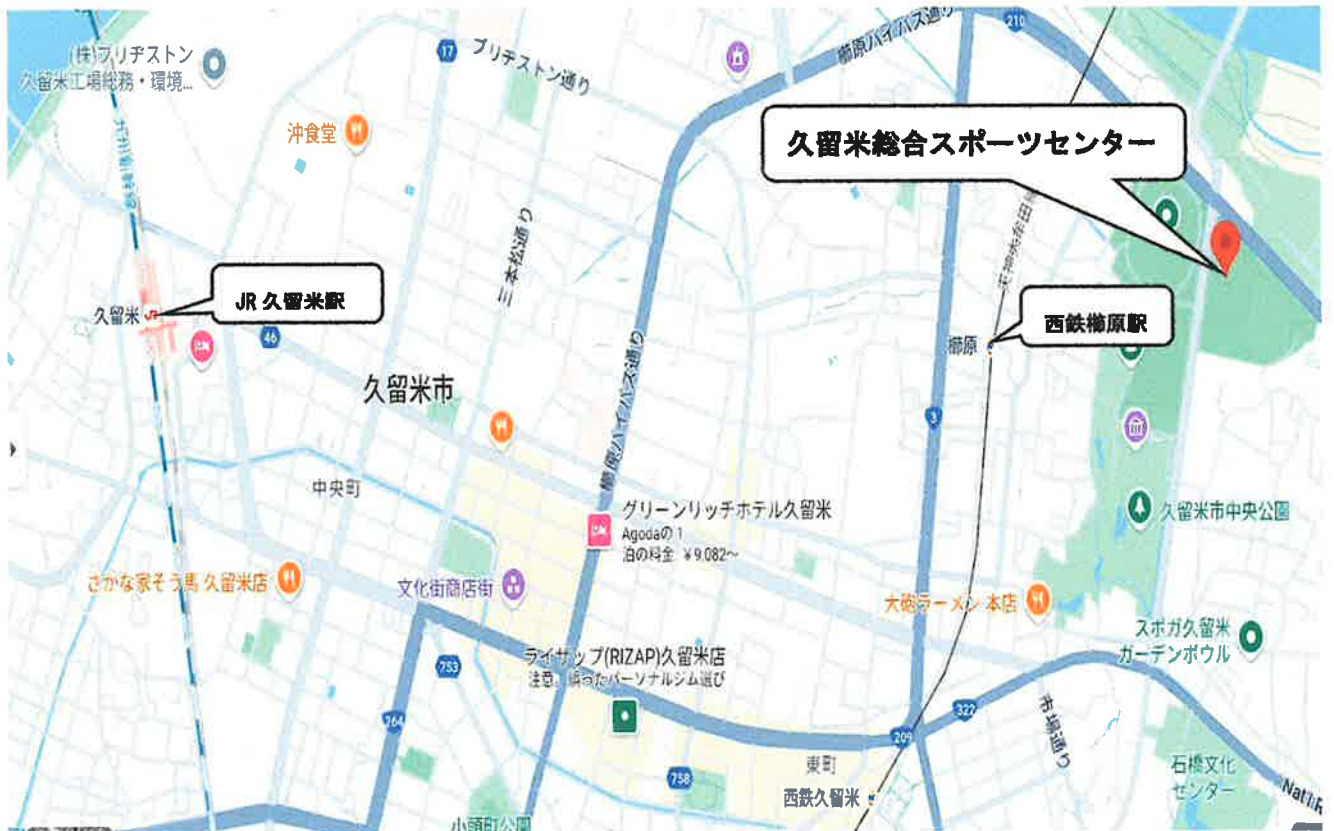 (株)ブリヂストン
久留米工場総務・環境...
17
ブリヂストン通り
櫛原バイパス通り
210
沖食堂
久留米総合スポーツセンター
三本松通り
久留米
JR 久留米駅
46
西鉄櫛原駅
櫛原
久留米市
櫛原バイパス通り
3
中央町
グリーンリッチホテル久留米
Agodaの 1
泊の料金 ¥9,082~
久留米市中央公園
さかな家そう馬 久留米店
文化街商店街
大砲ラーメン 本店
スポガ久留米
ガーデンボウル
ライザップ(RIZAP)久留米店
753
264
322
209
市場通り
東町
758
西鉄久留米
石橋文化
センター
小頭町公園